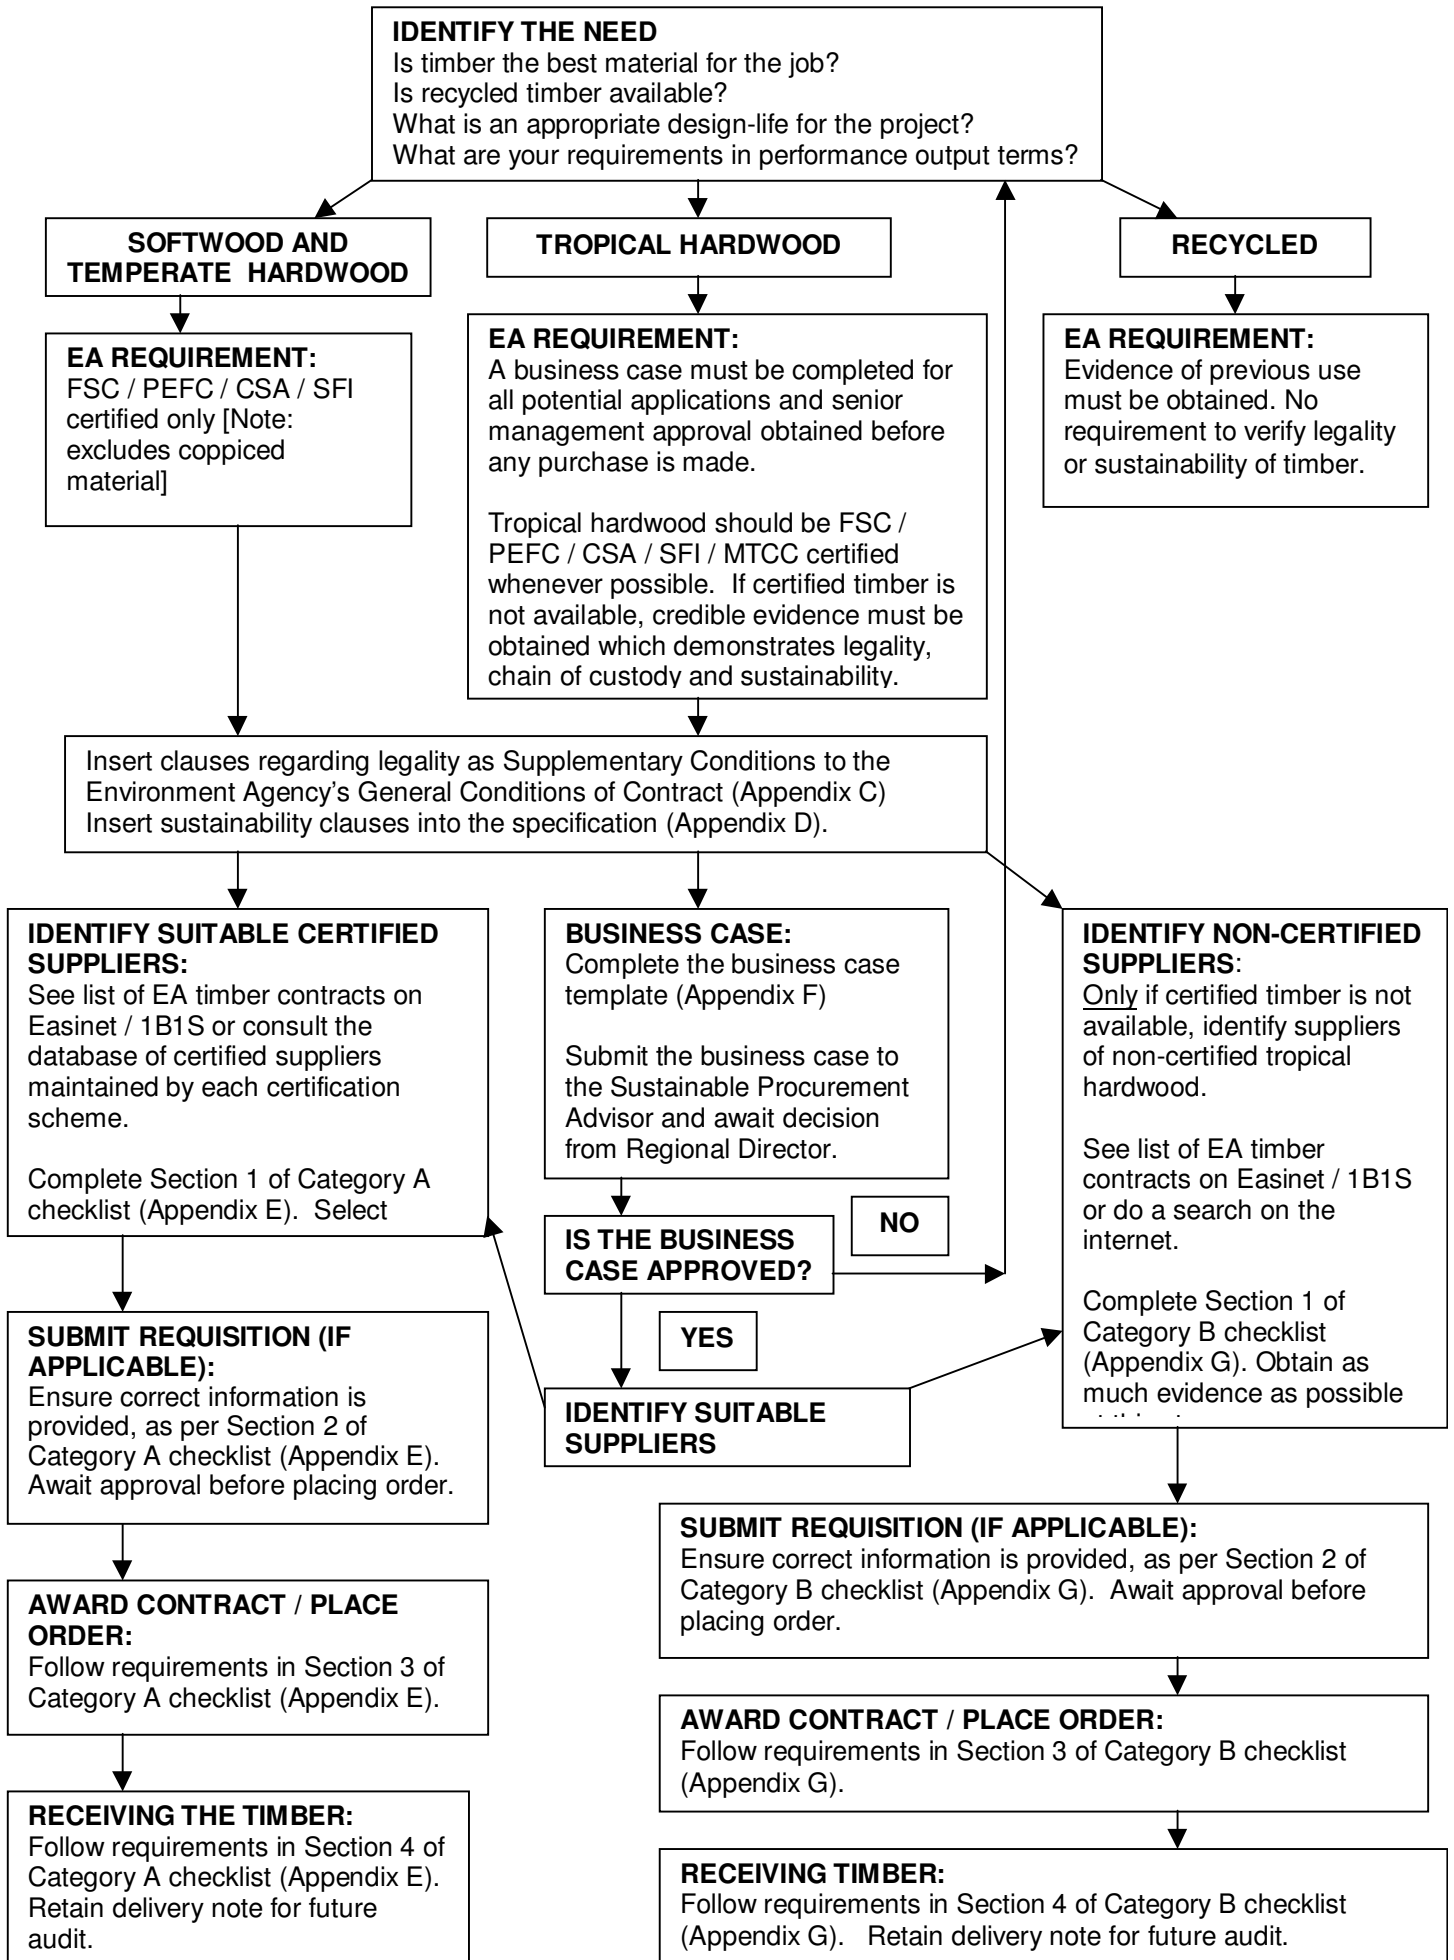 IDENTIFY THE NEED
Is timber the best material for the job?
Is recycled timber available?
What is an appropriate design-life for the project?
What are your requirements in performance output terms?
SOFTWOOD AND
TEMPERATE HARDWOOD
TROPICAL HARDWOOD
RECYCLED
EA REQUIREMENT:
FSC / PEFC / CSA / SFI
certified only [Note:
excludes coppiced
material]
EA REQUIREMENT:
A business case must be completed for
all potential applications and senior
management approval obtained before
any purchase is made.
Tropical hardwood should be FSC /
PEFC / CSA / SFI / MTCC certified
whenever possible. If certified timber is
not available, credible evidence must be
obtained which demonstrates legality,
chain of custody and sustainability.
EA REQUIREMENT:
Evidence of previous use
must be obtained. No
requirement to verify legality
or sustainability of timber.
Insert clauses regarding legality as Supplementary Conditions to the
Environment Agency's General Conditions of Contract (Appendix C)
Insert sustainability clauses into the specification (Appendix D).
IDENTIFY SUITABLE CERTIFIED
SUPPLIERS:
See list of EA timber contracts on
Easinet / 1B1S or consult the
database of certified suppliers
maintained by each certification
scheme.
Complete Section 1 of Category A
checklist (Appendix E). Select
BUSINESS CASE:
Complete the business case
template (Appendix F)
Submit the business case to
the Sustainable Procurement
Advisor and await decision
from Regional Director.
IDENTIFY NON-CERTIFIED
SUPPLIERS:
Only if certified timber is not
available, identify suppliers
of non-certified tropical
hardwood.
See list of EA timber
contracts on Easinet / 1B1S
or do a search on the
internet.
Complete Section 1 of
Category B checklist
(Appendix G). Obtain as
much evidence as possible
IS THE BUSINESS
CASE APPROVED?
NO
YES
IDENTIFY SUITABLE
SUPPLIERS
SUBMIT REQUISITION (IF
APPLICABLE):
Ensure correct information is
provided, as per Section 2 of
Category A checklist (Appendix E).
Await approval before placing order.
AWARD CONTRACT / PLACE
ORDER:
Follow requirements in Section 3 of
Category A checklist (Appendix E).
RECEIVING THE TIMBER:
Follow requirements in Section 4 of
Category A checklist (Appendix E).
Retain delivery note for future
audit.
SUBMIT REQUISITION (IF APPLICABLE):
Ensure correct information is provided, as per Section 2 of
Category B checklist (Appendix G). Await approval before
placing order.
AWARD CONTRACT / PLACE ORDER:
Follow requirements in Section 3 of Category B checklist
(Appendix G).
RECEIVING TIMBER:
Follow requirements in Section 4 of Category B checklist
(Appendix G). Retain delivery note for future audit.